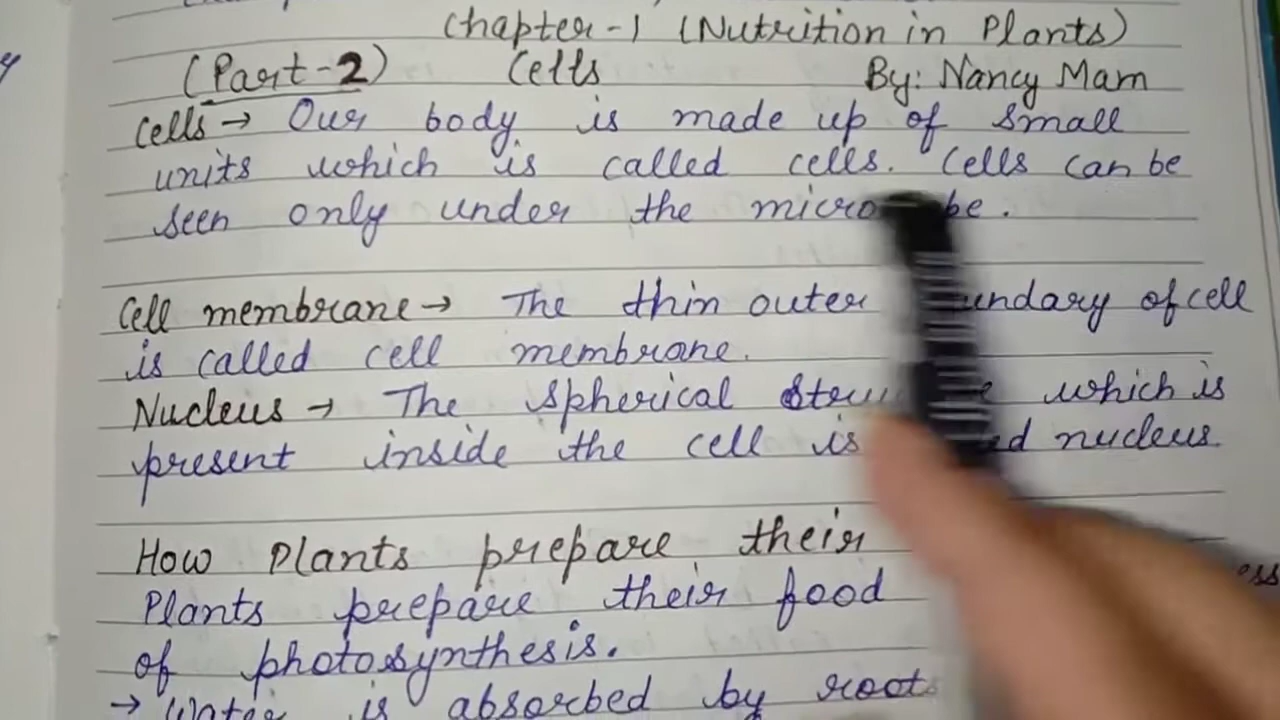 Chapter-1 (Nutrition in Plants)
(Part-2) Cells By: Nancy Mam
Cells → Our body is made up of small
units which is called cells. Cells can be
seen only under the
Cell membrane → The thin outer of cell
is called cell membrane.
Nucleus → The spherical which is
present inside the cell is nucleus.
How Plants prepare their
Plants prepare their food
of photosynthesis.
→ Water is absorbed by roots